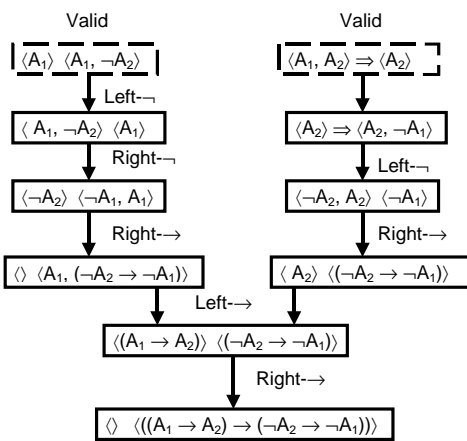 Valid
Valid
⟨A₁⟩ ⟨A₁, ¬A₂⟩
⟨A₁, A₂⟩ ⇒ ⟨A₂⟩
Left-¬
⟨ A₁, ¬A₂⟩ ⟨A₁⟩
⟨A₂⟩ ⇒ ⟨A₂, ¬A₁⟩
Right-¬
Left-¬
⟨¬A₂⟩ ⟨¬A₁, A₁⟩
⟨¬A₂, A₂⟩ ⟨¬A₁⟩
Right-→
Right-→
⟨⟩ ⟨A₁, (¬A₂ → ¬A₁)⟩
⟨ A₂⟩ ⟨(¬A₂ → ¬A₁)⟩
Left-→
⟨(A₁ → A₂)⟩ ⟨(¬A₂ → ¬A₁)⟩
Right-→
⟨⟩ ⟨((A₁ → A₂) → (¬A₂ → ¬A₁))⟩